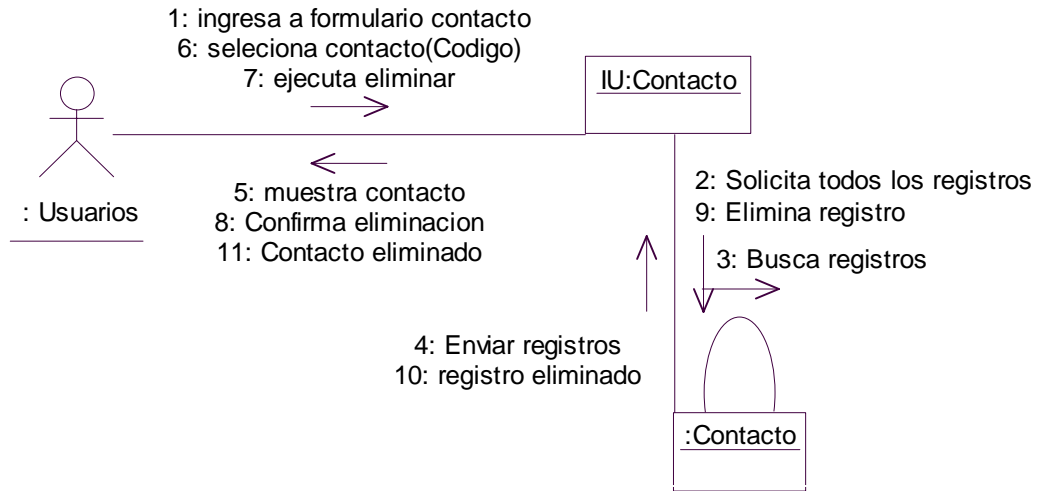 1: ingresa a formulario contacto
6: seleciona contacto(Codigo)
7: ejecuta eliminar
IU:Contacto
: Usuarios
5: muestra contacto
8: Confirma eliminacion
11: Contacto eliminado
2: Solicita todos los registros
9: Elimina registro
3: Busca registros
4: Enviar registros
10: registro eliminado
:Contacto